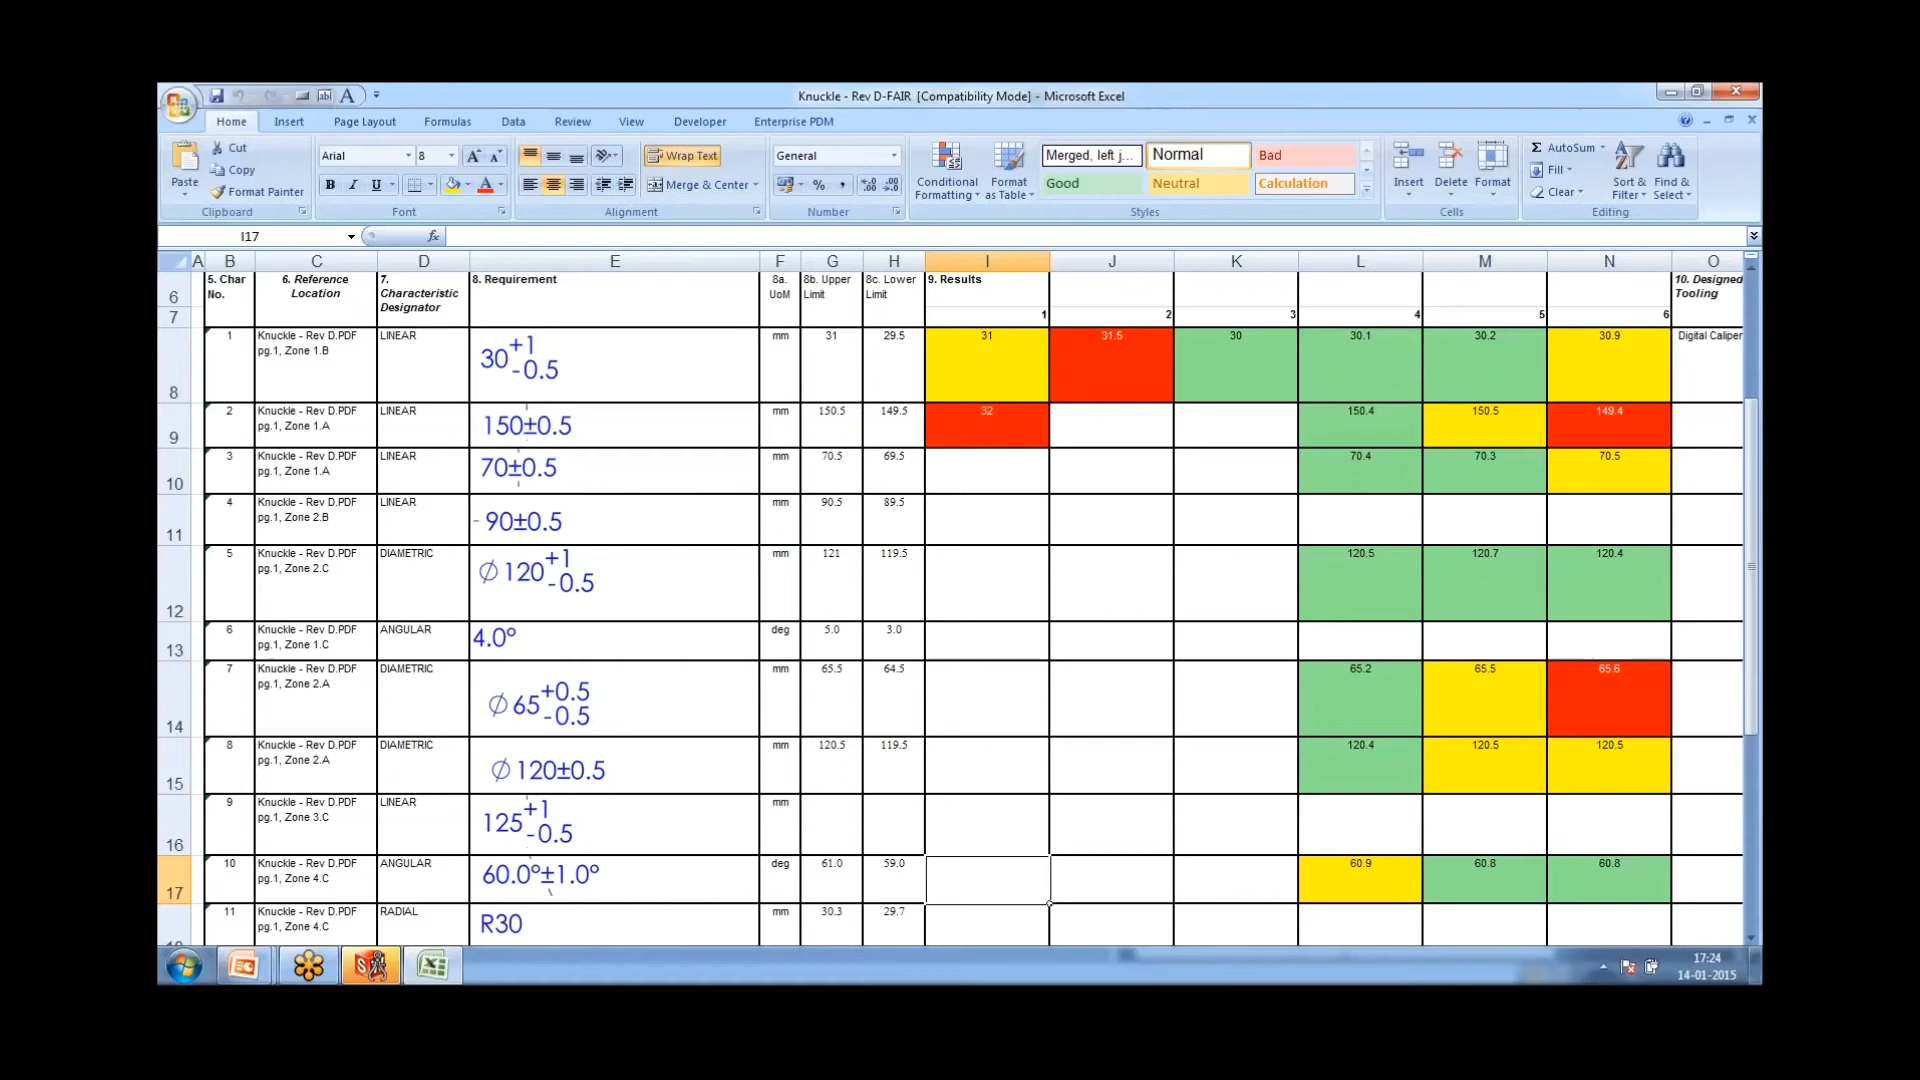 Knuckle - Rev D-FAIR [Compatibility Mode] - Microsoft Excel
Home Insert Page Layout Formulas Data Review View Developer Enterprise PDM
Paste
Cut
Copy
Format Painter
Clipboard
Arial 8
B I U
Font
Wrap Text
Merge & Center
Alignment
General
Number
Conditional Formatting
Format as Table
Merged, left j... Normal Bad
Good Neutral Calculation
Styles
Insert Delete Format
Cells
AutoSum
Fill
Clear
Sort & Filter
Find & Select
Editing
I17 fx
A B C D E F G H I J K L M N O
6 5. Char No. 6. Reference Location 7. Characteristic Designator 8. Requirement 8a. UoM 8b. Upper Limit 8c. Lower Limit 9. Results 10. Designed Tooling
7 1 2 3 4 5 6
8 1 Knuckle - Rev D.PDF pg.1, Zone 1.B LINEAR 30 +1 -0.5 mm 31 29.5 31 31.5 30 30.1 30.2 30.9 Digital Caliper
9 2 Knuckle - Rev D.PDF pg.1, Zone 1.A LINEAR 150±0.5 mm 150.5 149.5 32 150.4 150.5 149.4
10 3 Knuckle - Rev D.PDF pg.1, Zone 1.A LINEAR 70±0.5 mm 70.5 69.5 70.4 70.3 70.5
11 4 Knuckle - Rev D.PDF pg.1, Zone 2.B LINEAR - 90±0.5 mm 90.5 89.5
12 5 Knuckle - Rev D.PDF pg.1, Zone 2.C DIAMETRIC ∅120 +1 -0.5 mm 121 119.5 120.5 120.7 120.4
13 6 Knuckle - Rev D.PDF pg.1, Zone 1.C ANGULAR 4.0° deg 5.0 3.0
14 7 Knuckle - Rev D.PDF pg.1, Zone 2.A DIAMETRIC ∅65 +0.5 -0.5 mm 65.5 64.5 65.2 65.5 65.6
15 8 Knuckle - Rev D.PDF pg.1, Zone 2.A DIAMETRIC ∅120±0.5 mm 120.5 119.5 120.4 120.5 120.5
16 9 Knuckle - Rev D.PDF pg.1, Zone 3.C LINEAR 125 +1 -0.5 mm
17 10 Knuckle - Rev D.PDF pg.1, Zone 4.C ANGULAR 60.0°±1.0° deg 61.0 59.0 60.9 60.8 60.8
11 Knuckle - Rev D.PDF pg.1, Zone 4.C RADIAL R30 mm 30.3 29.7
17:24
14-01-2015